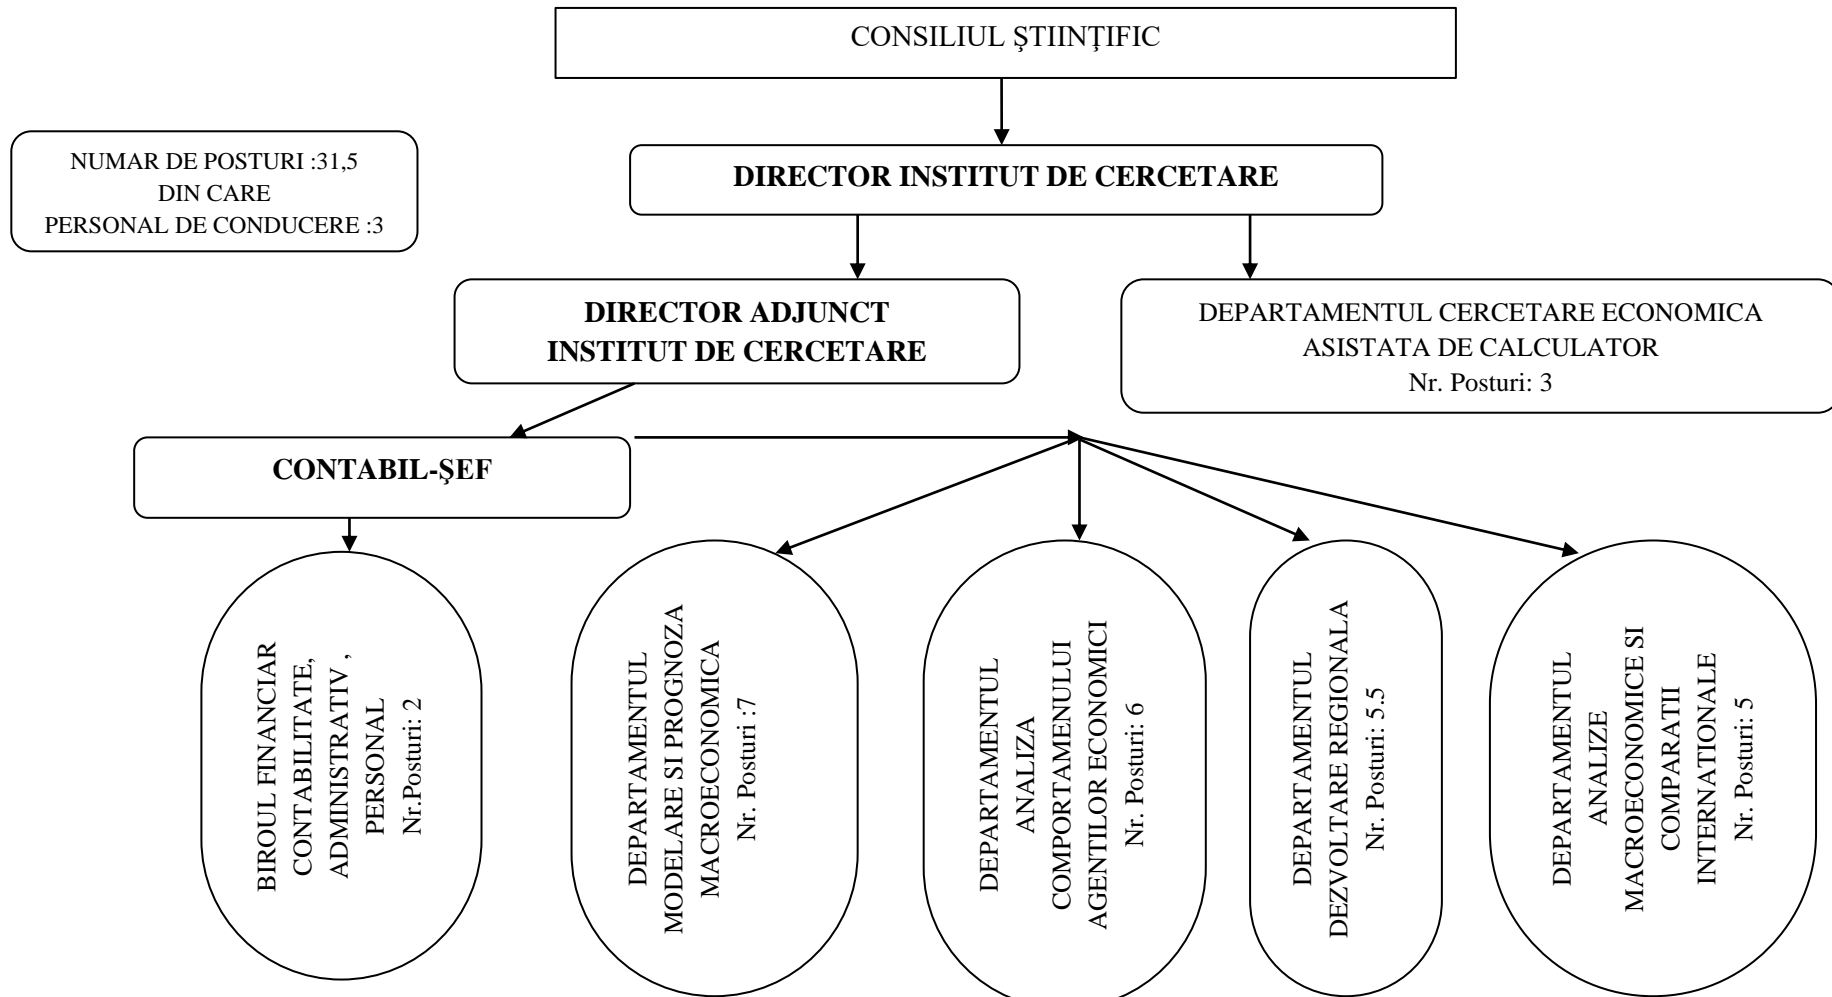 CONSILIUL ŞTIINŢIFIC
NUMAR DE POSTURI :31,5
DIN CARE
PERSONAL DE CONDUCERE :3
DIRECTOR INSTITUT DE CERCETARE
DIRECTOR ADJUNCT
INSTITUT DE CERCETARE
DEPARTAMENTUL CERCETARE ECONOMICA
ASISTATA DE CALCULATOR
Nr. Posturi: 3
CONTABIL-ŞEF
BIROUL FINANCIAR
CONTABILITATE,
ADMINISTRATIV ,
PERSONAL
Nr.Posturi: 2
DEPARTAMENTUL
MODELARE SI PROGNOZA
MACROECONOMICA
Nr. Posturi :7
DEPARTAMENTUL
ANALIZA
COMPORTAMENULUI
AGENTILOR ECONOMICI
Nr. Posturi: 6
DEPARTAMENTUL
DEZVOLTARE REGIONALA
Nr. Posturi: 5.5
DEPARTAMENTUL
ANALIZE
MACROECONOMICE SI
COMPARATII
INTERNATIONALE
Nr. Posturi: 5